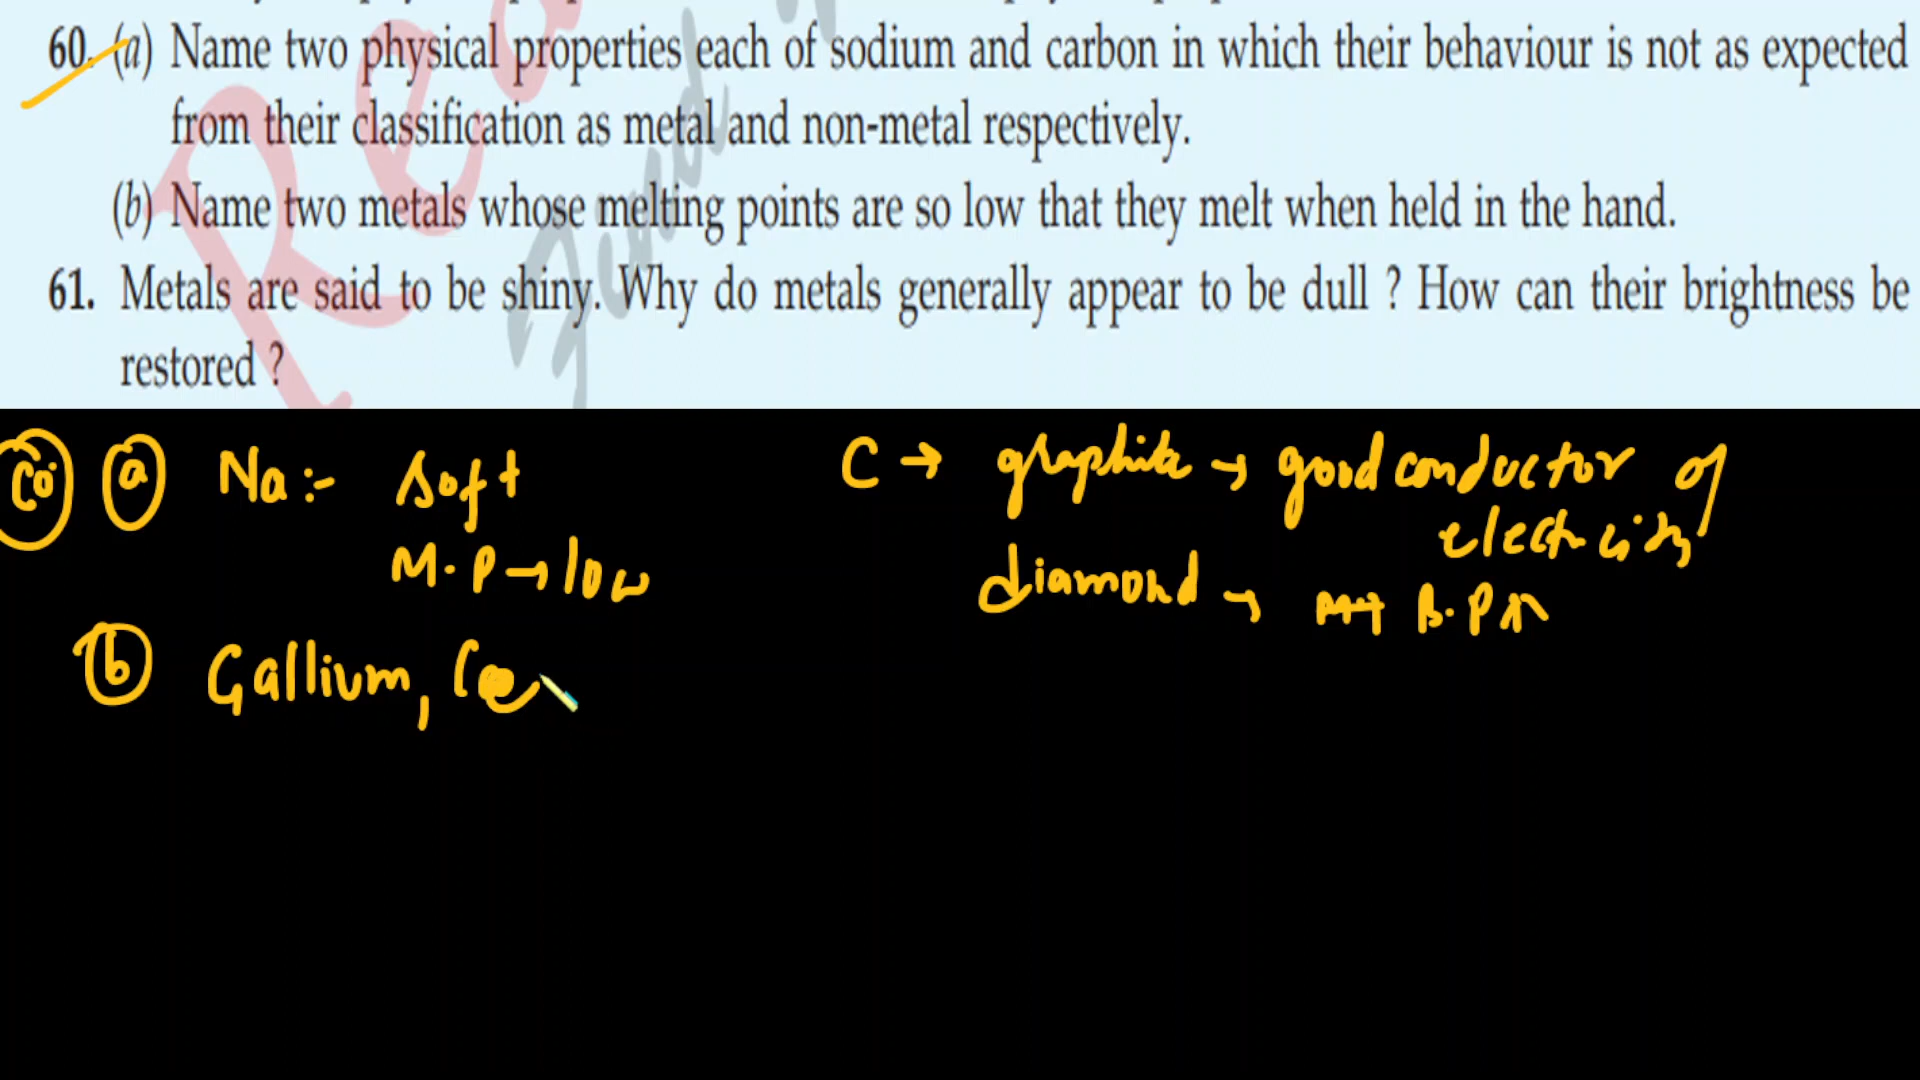 60. (a) Name two physical properties each of sodium and carbon in which their behaviour is not as expected
from their classification as metal and non-metal respectively.
(b) Name two metals whose melting points are so low that they melt when held in the hand.
61. Metals are said to be shiny. Why do metals generally appear to be dull ? How can their brightness be
restored ?
a Na :- soft
M.P → low
C → graphite → good conductor of
electricity
diamond → B.P ↑
b Gallium,